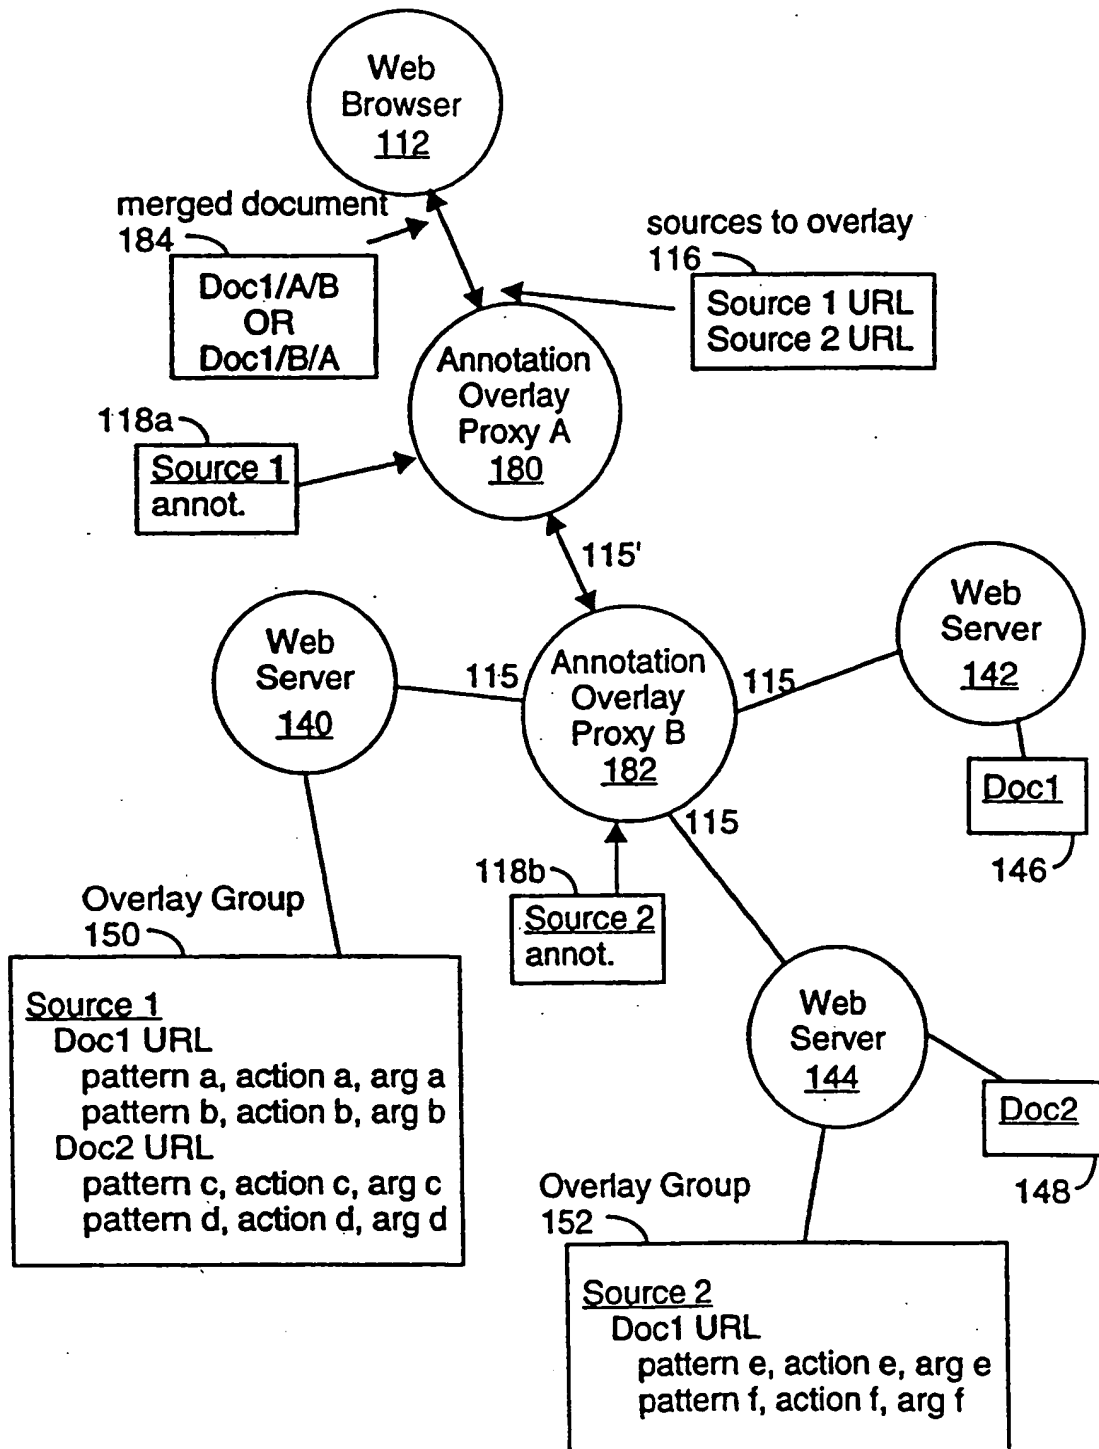 Web
Browser
112
merged document
184
Doc1/A/B
OR
Doc1/B/A
sources to overlay
116
Source 1 URL
Source 2 URL
Annotation
Overlay
Proxy A
180
118a
Source 1
annot.
115'
Web
Server
140
115
Annotation
Overlay
Proxy B
182
115
Web
Server
142
Doc1
146
115
118b
Source 2
annot.
Overlay Group
150
Source 1
Doc1 URL
pattern a, action a, arg a
pattern b, action b, arg b
Doc2 URL
pattern c, action c, arg c
pattern d, action d, arg d
Web
Server
144
Doc2
148
Overlay Group
152
Source 2
Doc1 URL
pattern e, action e, arg e
pattern f, action f, arg f